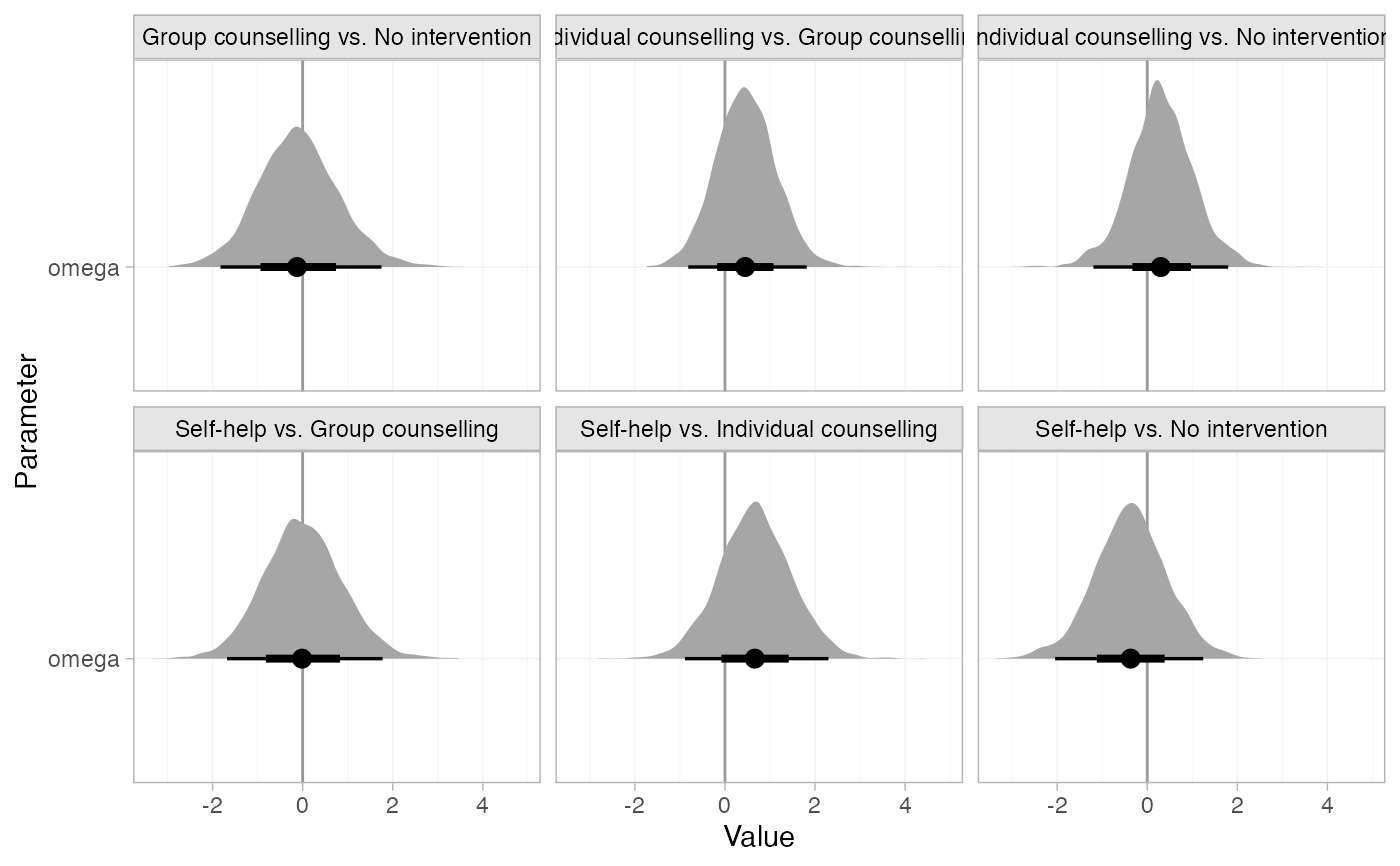 Group counselling vs. No intervention
dividual counselling vs. Group counsellin
ndividual counselling vs. No intervention
omega
Parameter
Self-help vs. Group counselling
Self-help vs. Individual counselling
Self-help vs. No intervention
omega
-2 0 2 4
-2 0 2 4
-2 0 2 4
Value